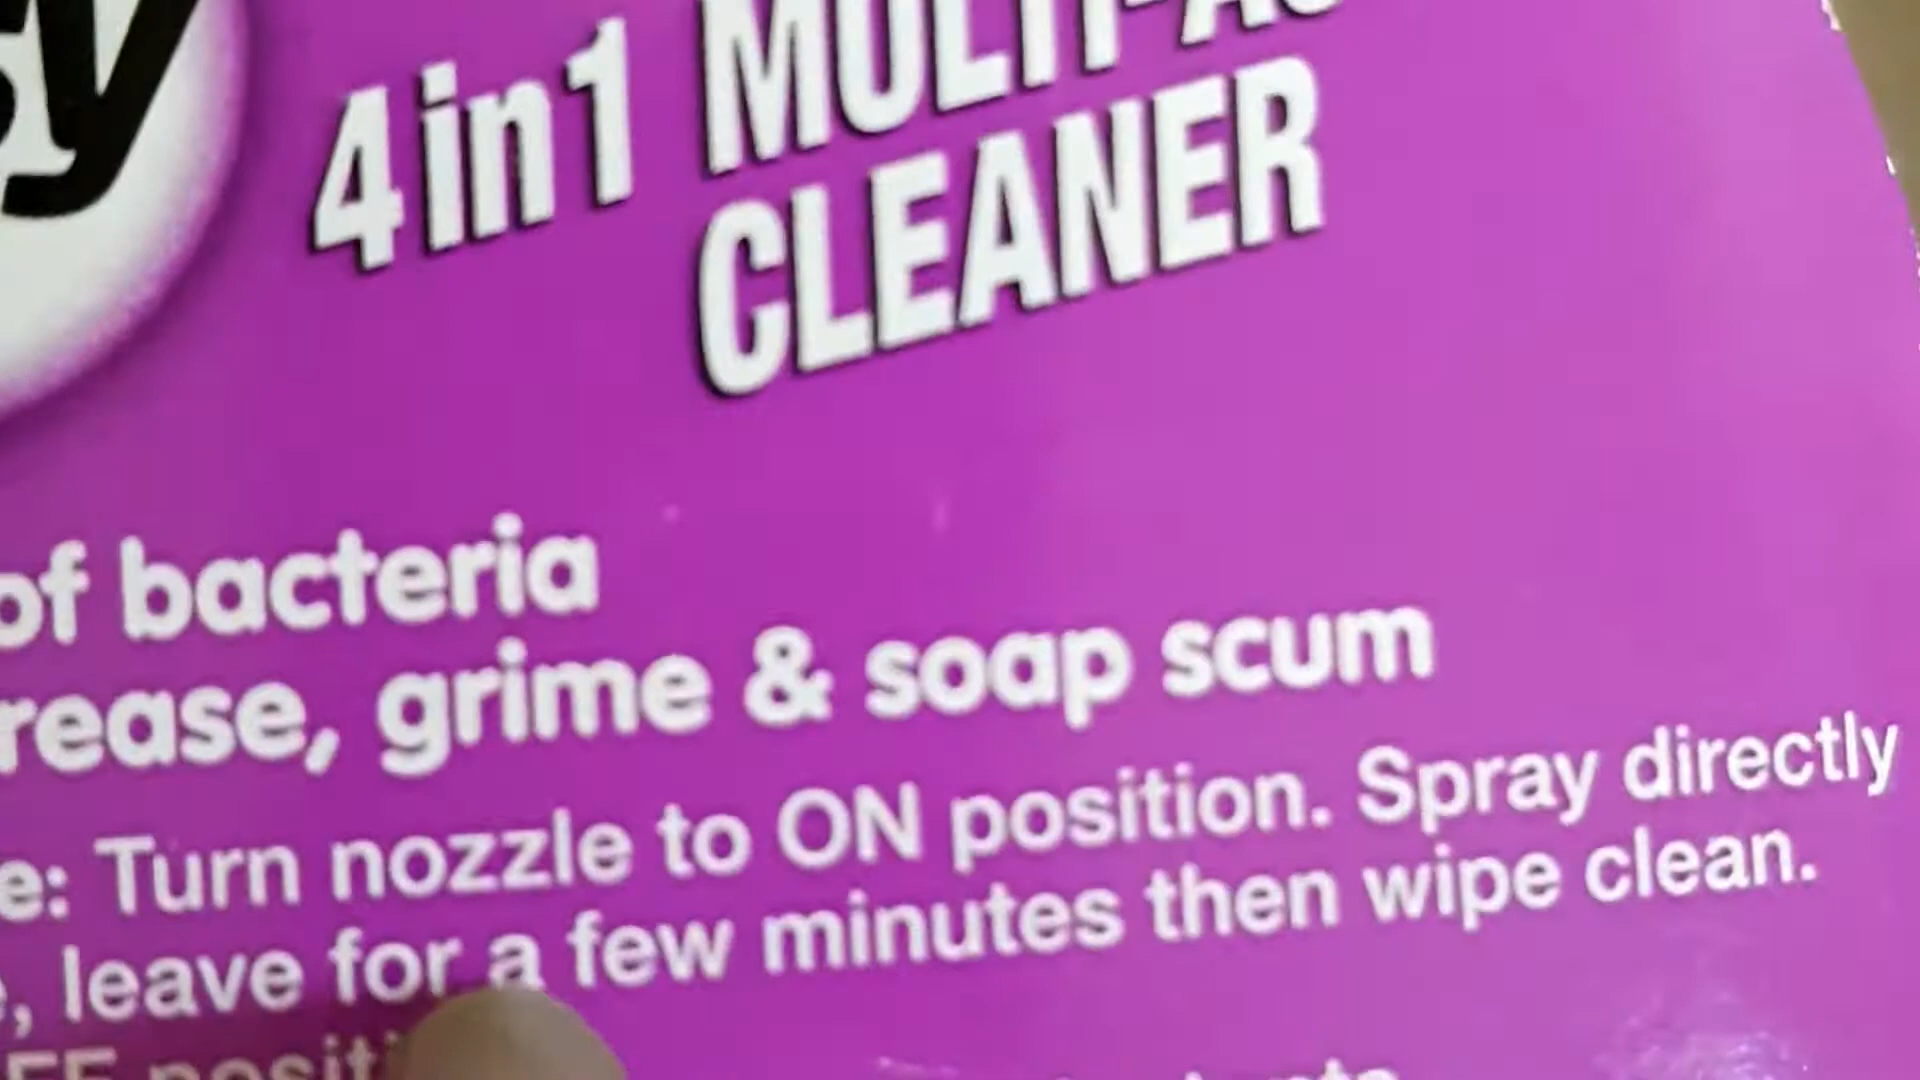 4in1 MULTI-
CLEANER
of bacteria
grime & soap scum
Turn nozzle to ON position. Spray directly
leave for a few minutes then wipe clean.